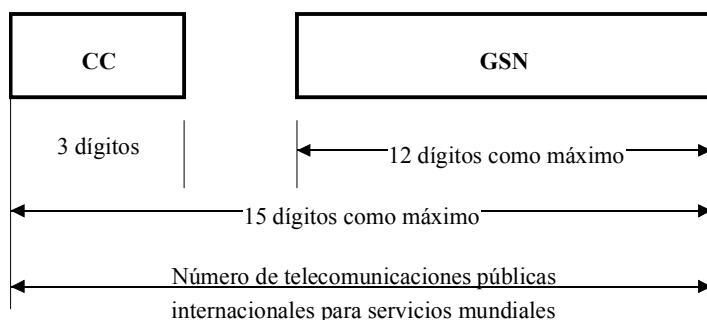 CC
GSN
3 dígitos
12 dígitos como máximo
15 dígitos como máximo
Número de telecomunicaciones públicas
internacionales para servicios mundiales